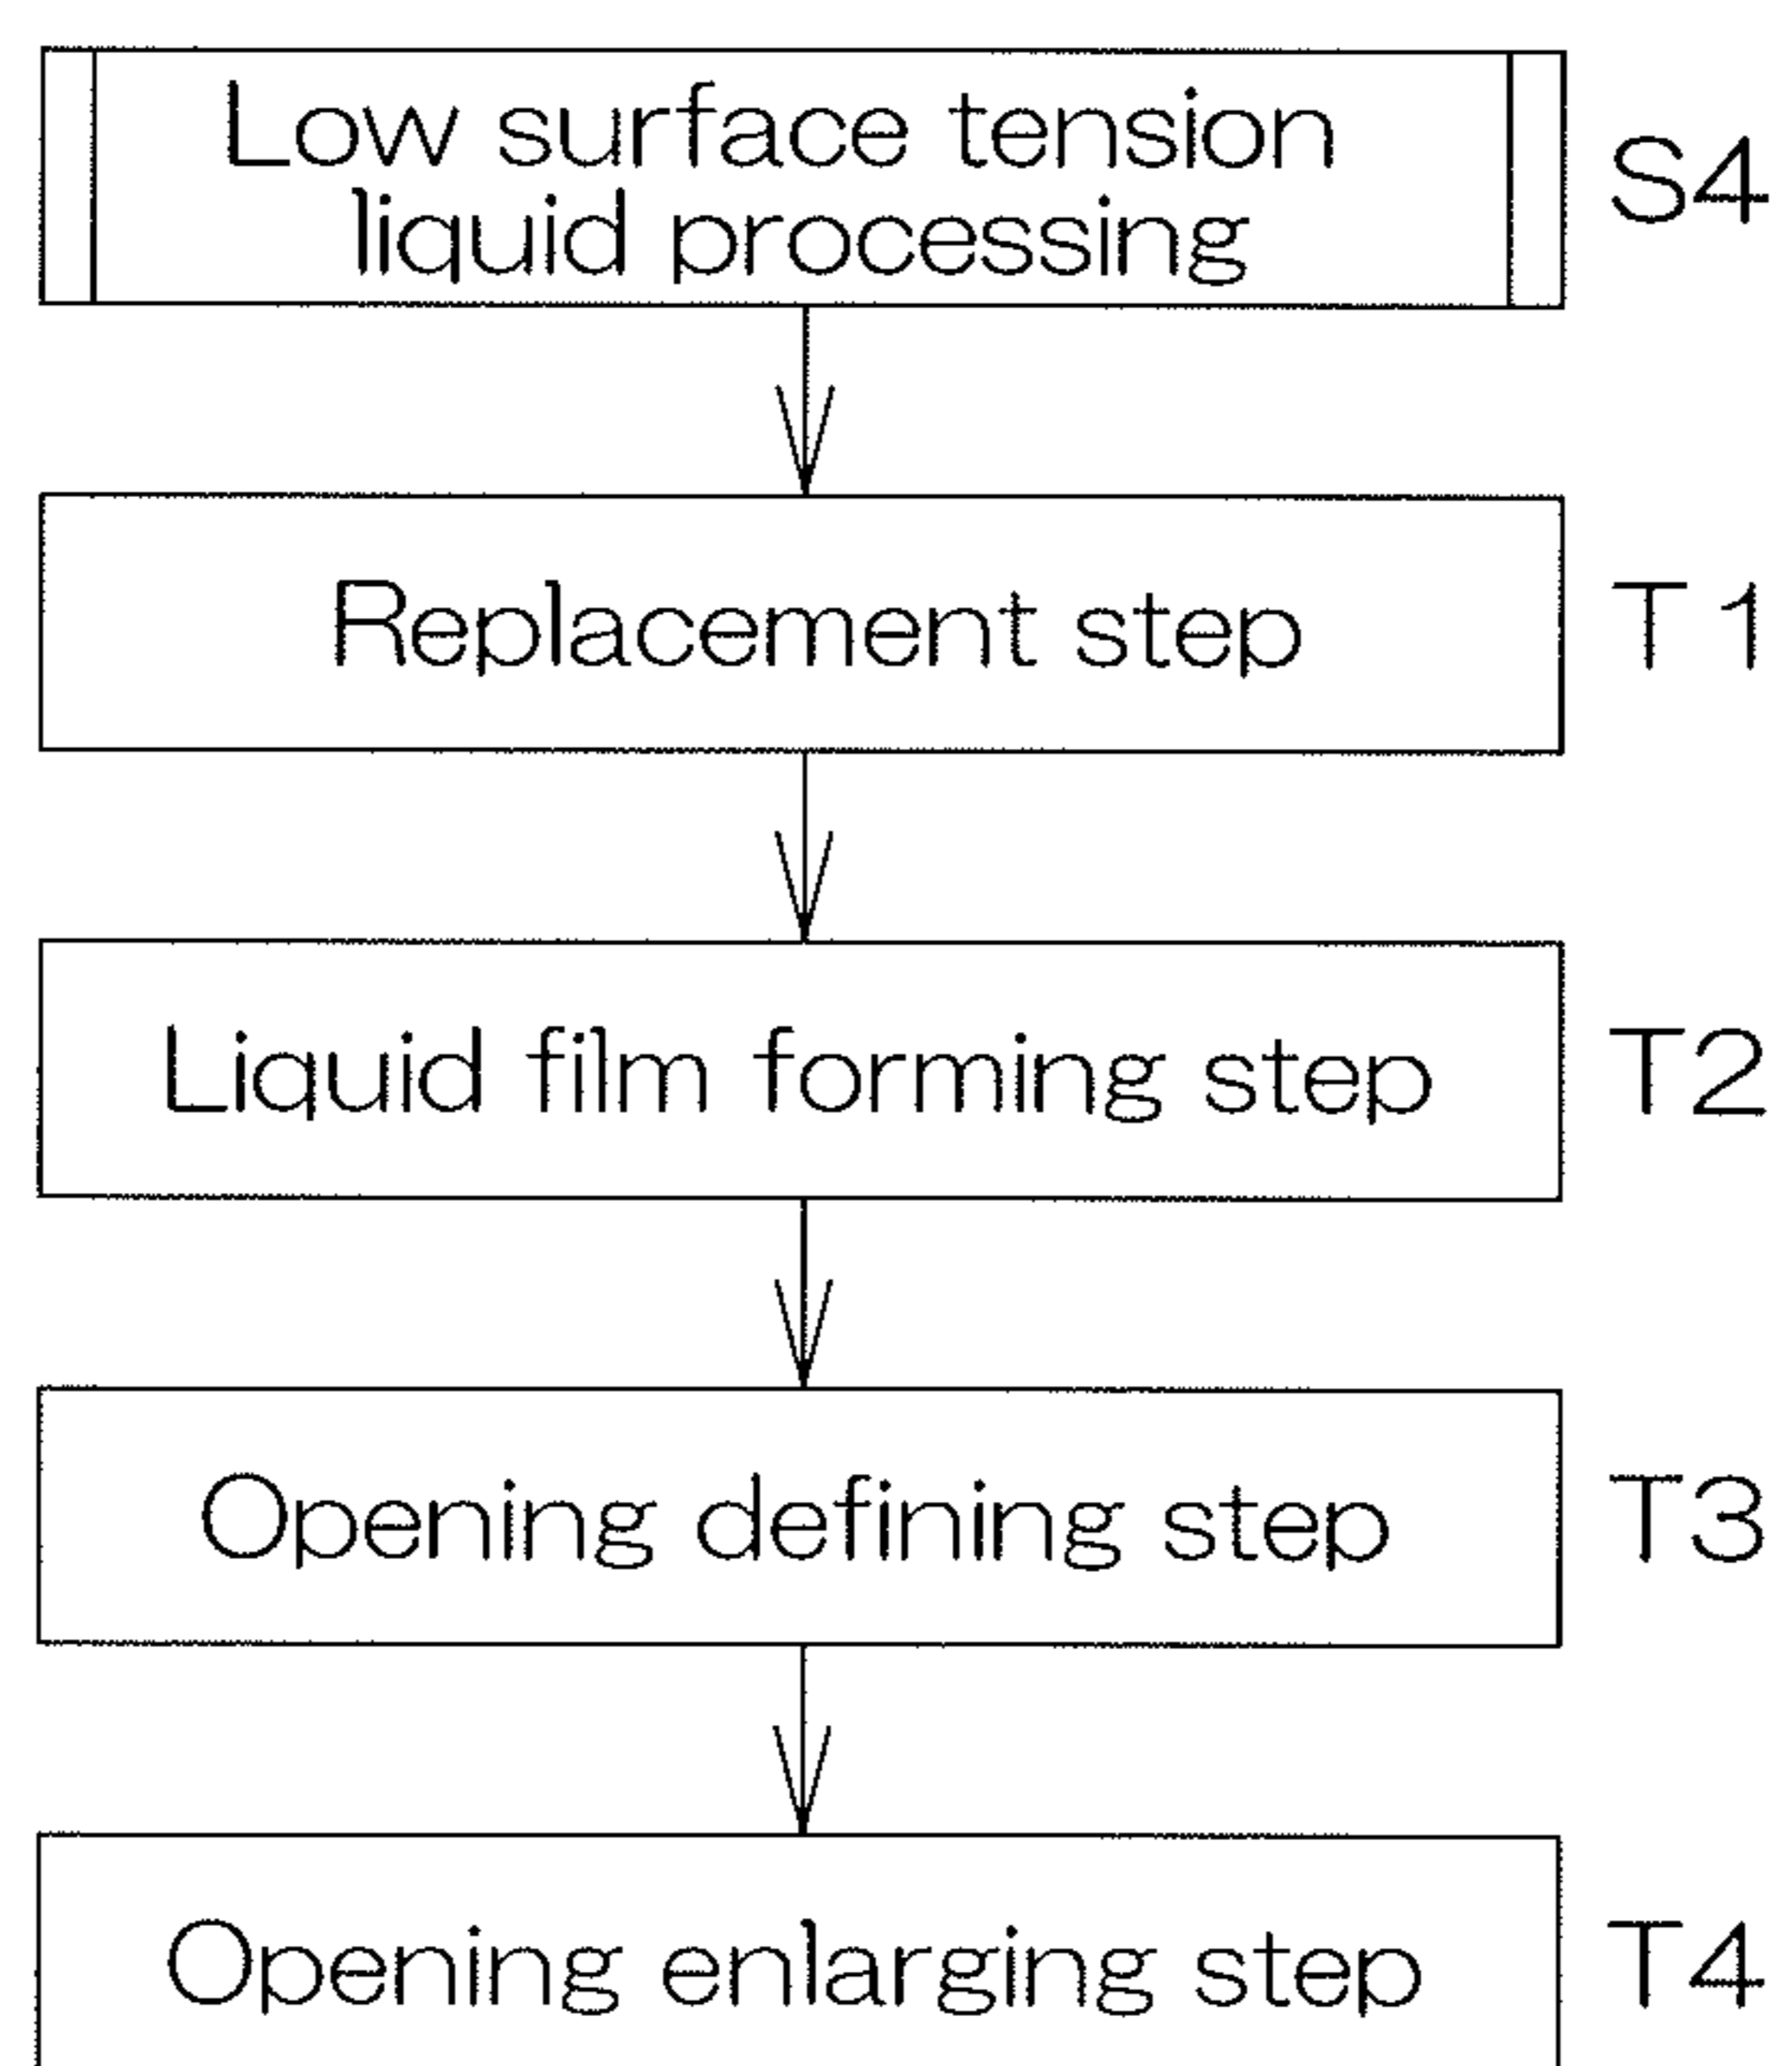 Low surface tension
liquid processing
S4
Replacement step
T1
Liquid film forming step
T2
Opening defining step
T3
Opening enlarging step
T4